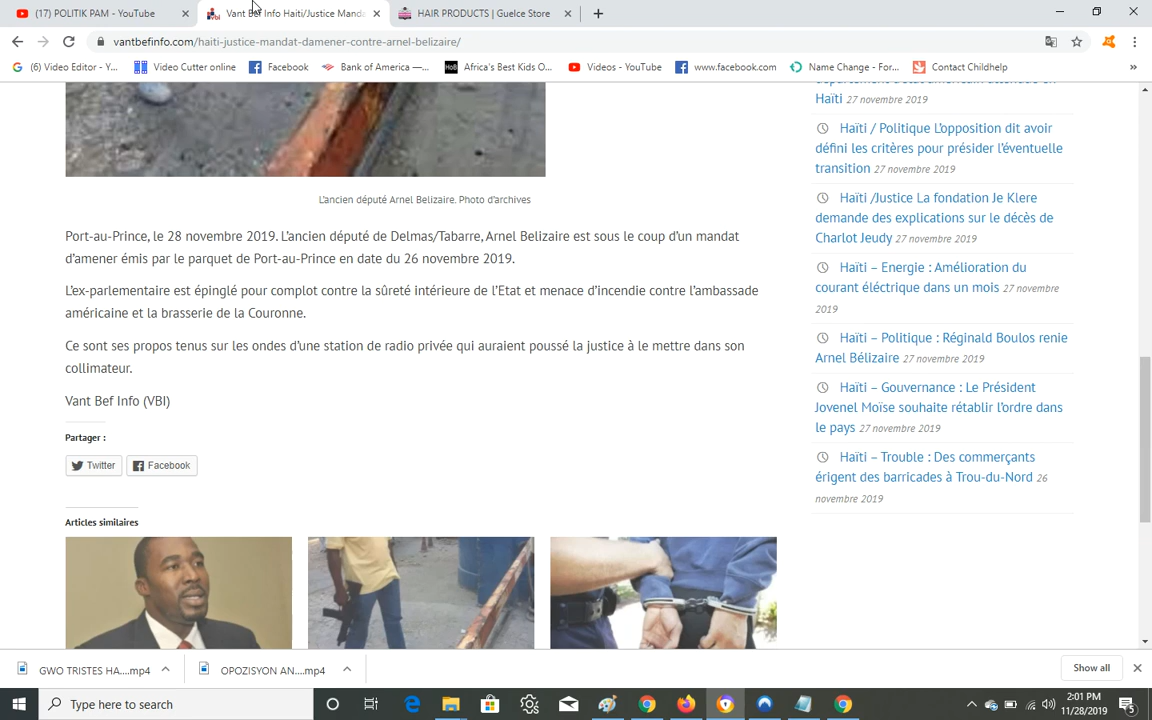 (17) POLITIK PAM - YouTube
Vant Bef Info Haiti/Justice Manda
HAIR PRODUCTS | Guelce Store
vantbefinfo.com/haiti-justice-mandat-damener-contre-arnel-belizaire/
(6) Video Editor - Y...
Video Cutter online
Facebook
Bank of America —...
Africa's Best Kids O...
Videos - YouTube
www.facebook.com
Name Change - For...
Contact Childhelp
»
L'ancien député Arnel Belizaire. Photo d'archives
Port-au-Prince, le 28 novembre 2019. L'ancien député de Delmas/Tabarre, Arnel Belizaire est sous le coup d'un mandat
d'amener émis par le parquet de Port-au-Prince en date du 26 novembre 2019.
L'ex-parlementaire est épinglé pour complot contre la sûreté intérieure de l'Etat et menace d'incendie contre l'ambassade
américaine et la brasserie de la Couronne.
Ce sont ses propos tenus sur les ondes d'une station de radio privée qui auraient poussé la justice à le mettre dans son
collimateur.
Vant Bef Info (VBI)
Partager :
Twitter
Facebook
Articles similaires
département d'état américain attendue en
Haïti 27 novembre 2019
Haïti / Politique L'opposition dit avoir
défini les critères pour présider l'éventuelle
transition 27 novembre 2019
Haïti /Justice La fondation Je Klere
demande des explications sur le décès de
Charlot Jeudy 27 novembre 2019
Haïti – Energie : Amélioration du
courant éléctrique dans un mois 27 novembre
2019
Haïti – Politique : Réginald Boulos renie
Arnel Bélizaire 27 novembre 2019
Haïti – Gouvernance : Le Président
Jovenel Moïse souhaite rétablir l'ordre dans
le pays 27 novembre 2019
Haïti – Trouble : Des commerçants
érigent des barricades à Trou-du-Nord 26
novembre 2019
GWO TRISTES HA....mp4
OPOZISYON AN....mp4
Show all
Type here to search
2:01 PM
11/28/2019
5